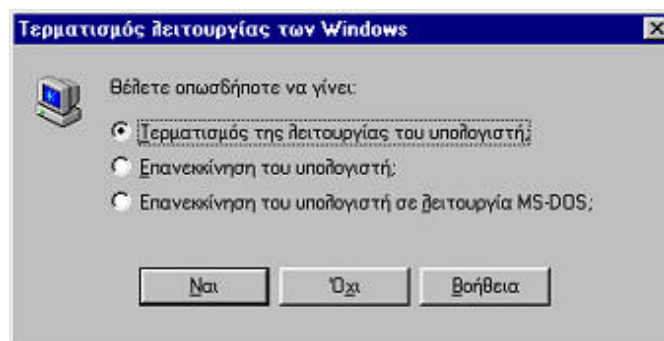 Τερματισμός λειτουργίας των Windows
Θέλετε οπωσδήποτε να γίνει:
Τερματισμός της λειτουργίας του υπολογιστή;
Επανεκκίνηση του υπολογιστή;
Επανεκκίνηση του υπολογιστή σε λειτουργία MS-DOS;
Ναι Όχι Βοήθεια